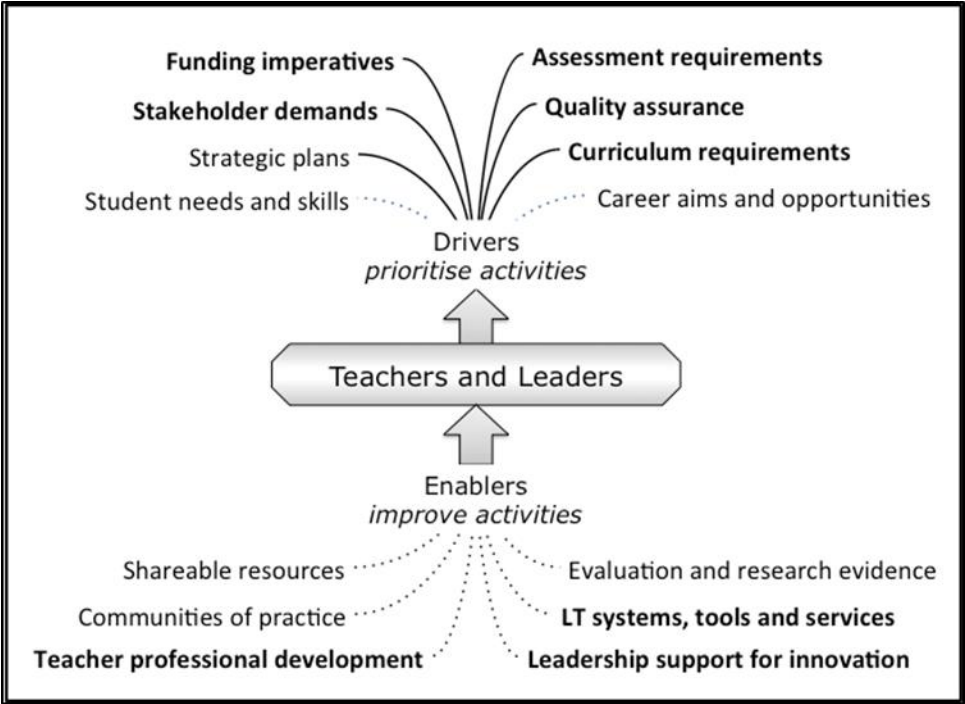 Funding imperatives
Assessment requirements
Stakeholder demands
Quality assurance
Strategic plans
Curriculum requirements
Student needs and skills
Career aims and opportunities
Drivers
prioritise activities
Teachers and Leaders
Enablers
improve activities
Shareable resources
Evaluation and research evidence
Communities of practice
LT systems, tools and services
Teacher professional development
Leadership support for innovation